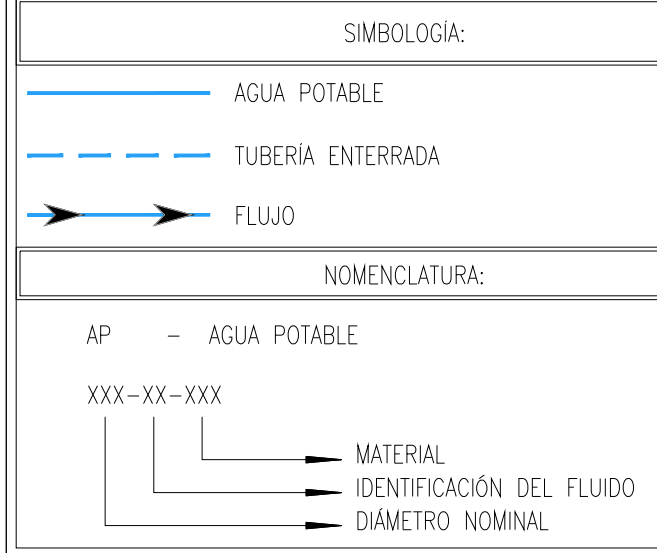 SIMBOLOGÍA:
AGUA POTABLE
TUBERÍA ENTERRADA
FLUJO
NOMENCLATURA:
AP - AGUA POTABLE
XXX-XX-XXX
MATERIAL
IDENTIFICACIÓN DEL FLUIDO
DIÁMETRO NOMINAL